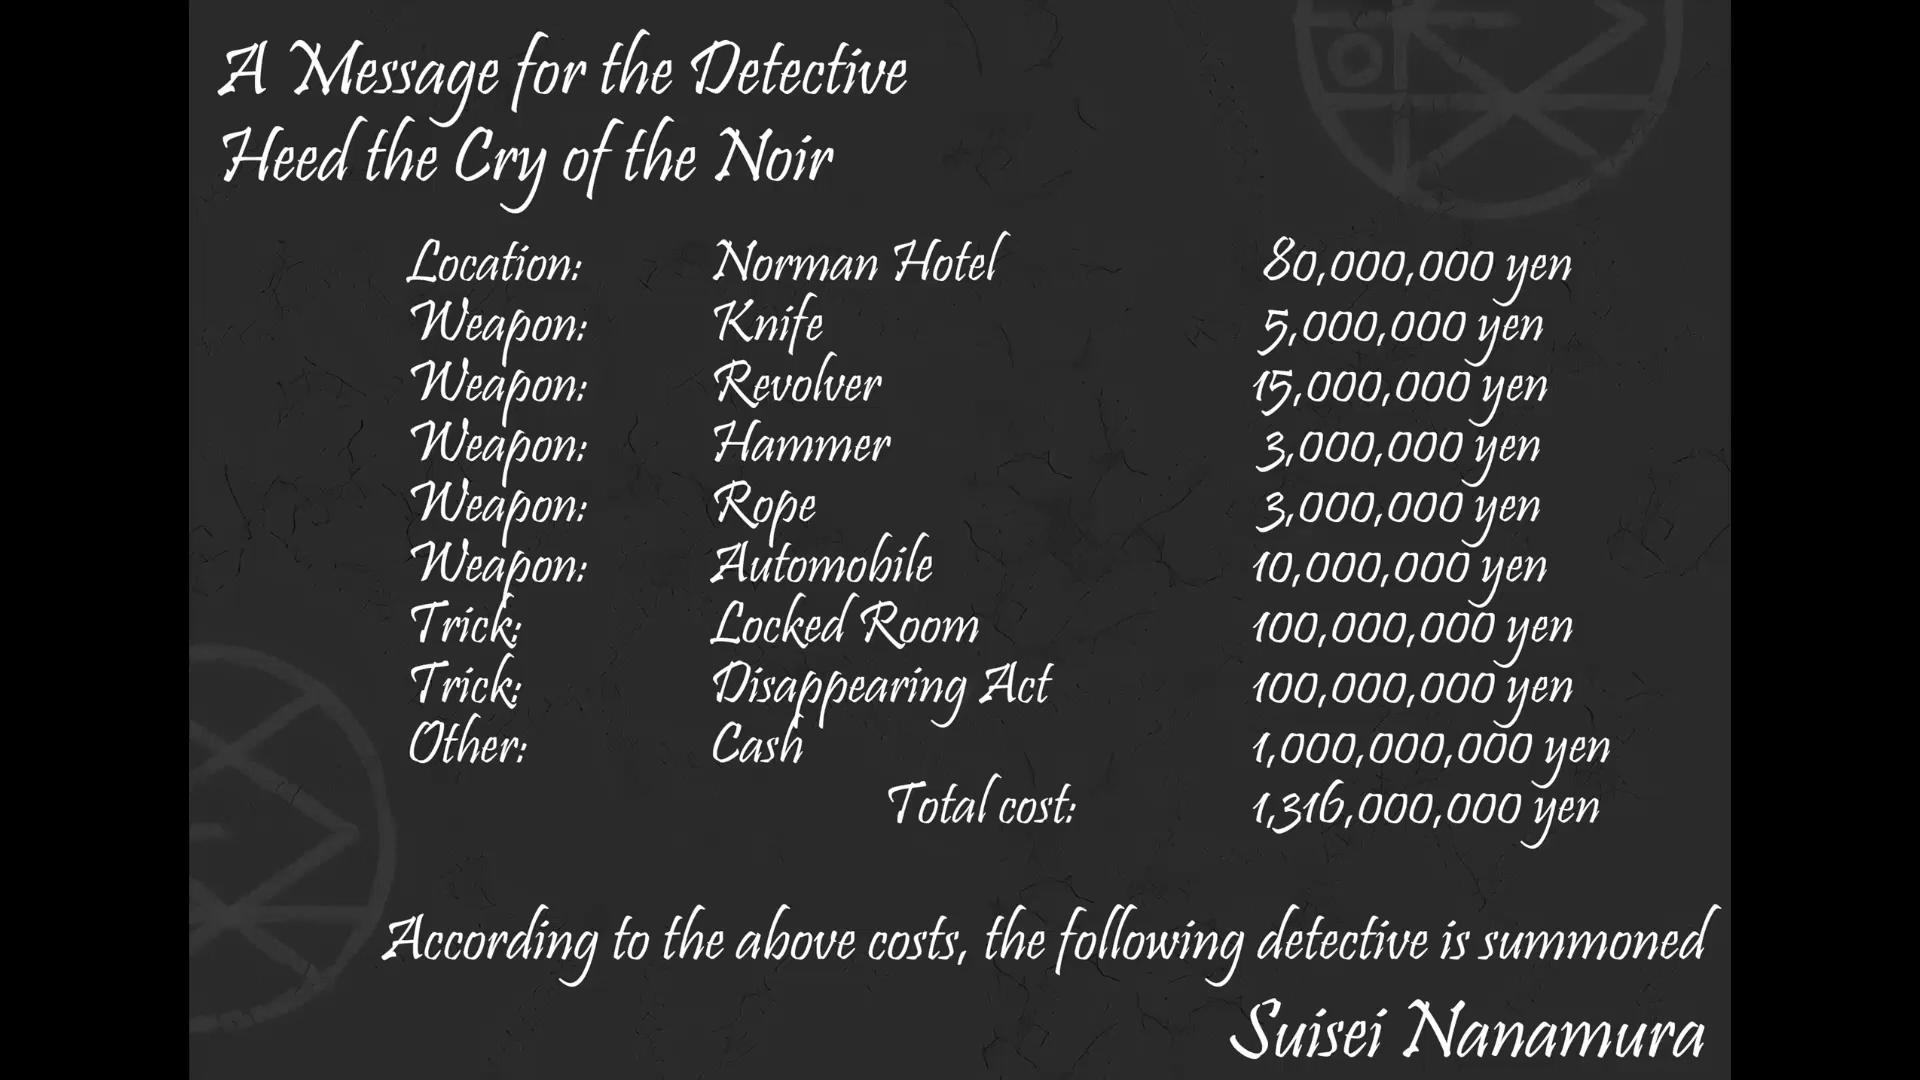 A Message for the Detective
Heed the Cry of the Noir
Location: Norman Hotel 80,000,000 yen
Weapon: Knife 5,000,000 yen
Weapon: Revolver 15,000,000 yen
Weapon: Hammer 3,000,000 yen
Weapon: Rope 3,000,000 yen
Weapon: Automobile 10,000,000 yen
Trick: Locked Room 100,000,000 yen
Trick: Disappearing Act 100,000,000 yen
Other: Cash 1,000,000,000 yen
Total cost: 1,316,000,000 yen
According to the above costs, the following detective is summoned
Suisei Nanamura